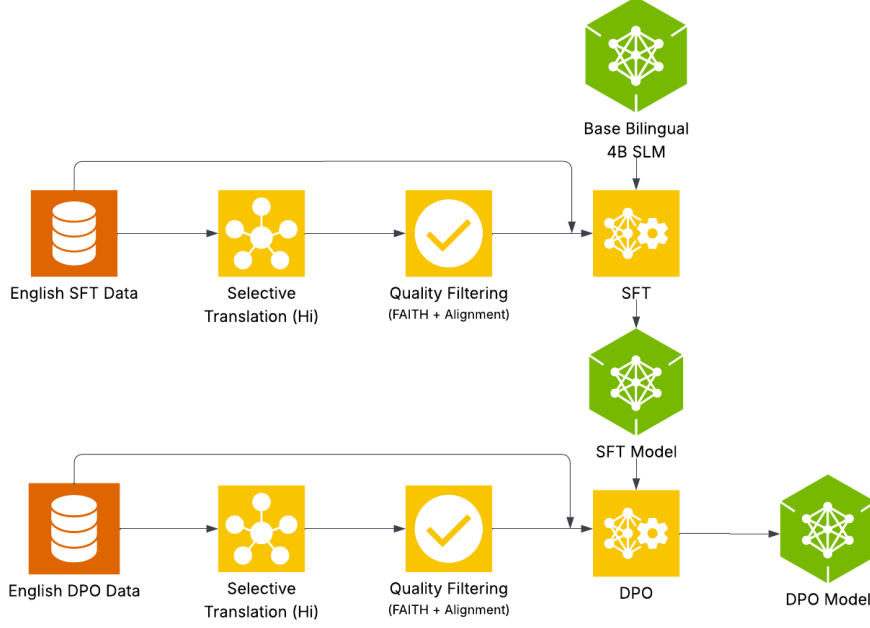 Base Bilingual
4B SLM
English SFT Data
Selective
Translation (Hi)
Quality Filtering
(FAITH + Alignment)
SFT
SFT Model
English DPO Data
Selective
Translation (Hi)
Quality Filtering
(FAITH + Alignment)
DPO
DPO Model